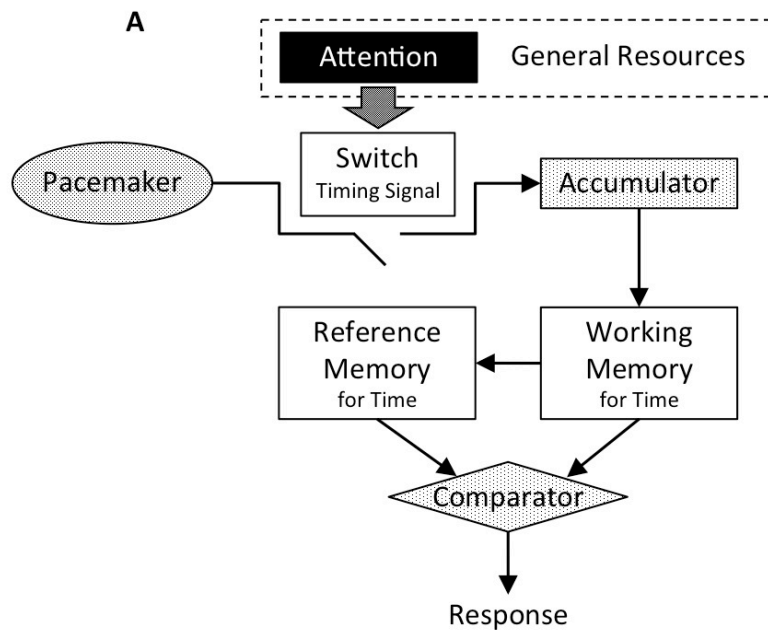 A
Attention
General Resources
Switch
Timing Signal
Pacemaker
Accumulator
Reference
Memory
for Time
Working
Memory
for Time
Comparator
Response